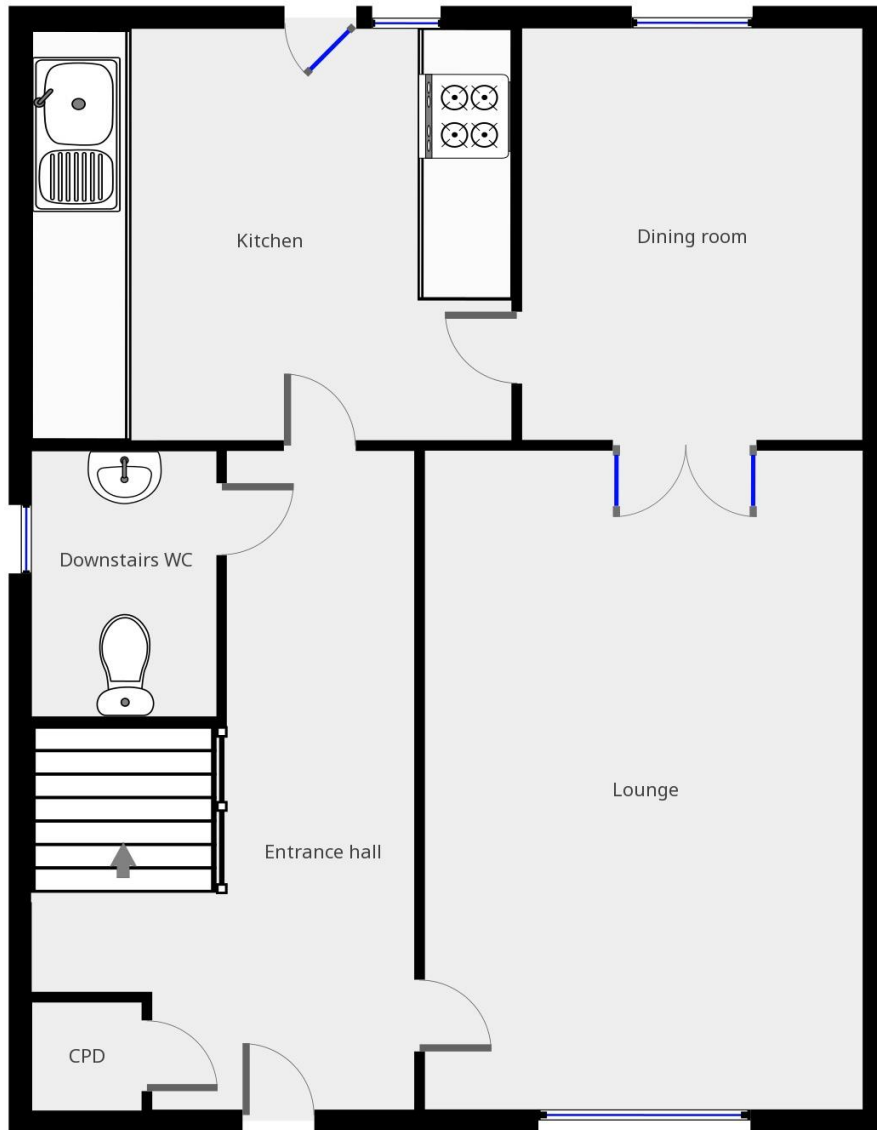 Kitchen
Dining room
Downstairs WC
Lounge
Entrance hall
CPD